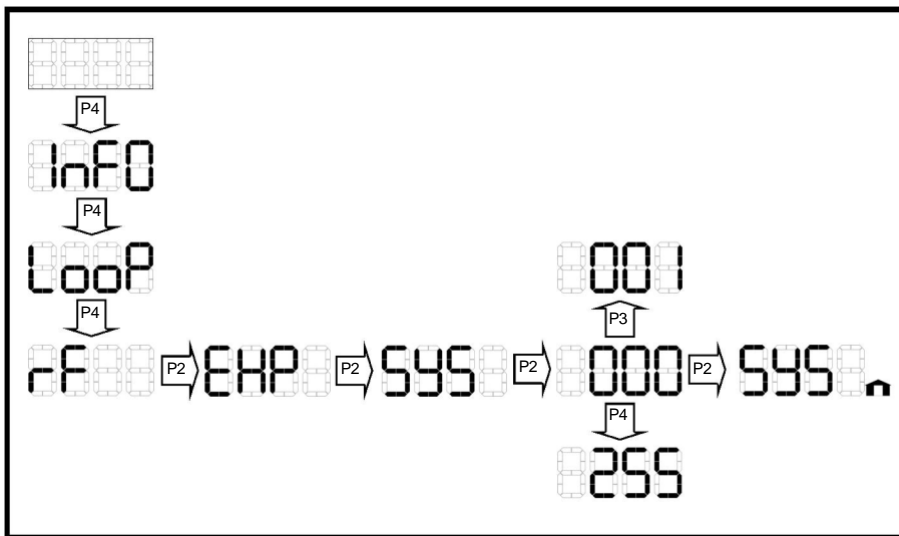 P4
InFO
P4
LooP
001
P4
P3
rF P2 EHP P2 SYS P2 000 P2 SYS
P4
255